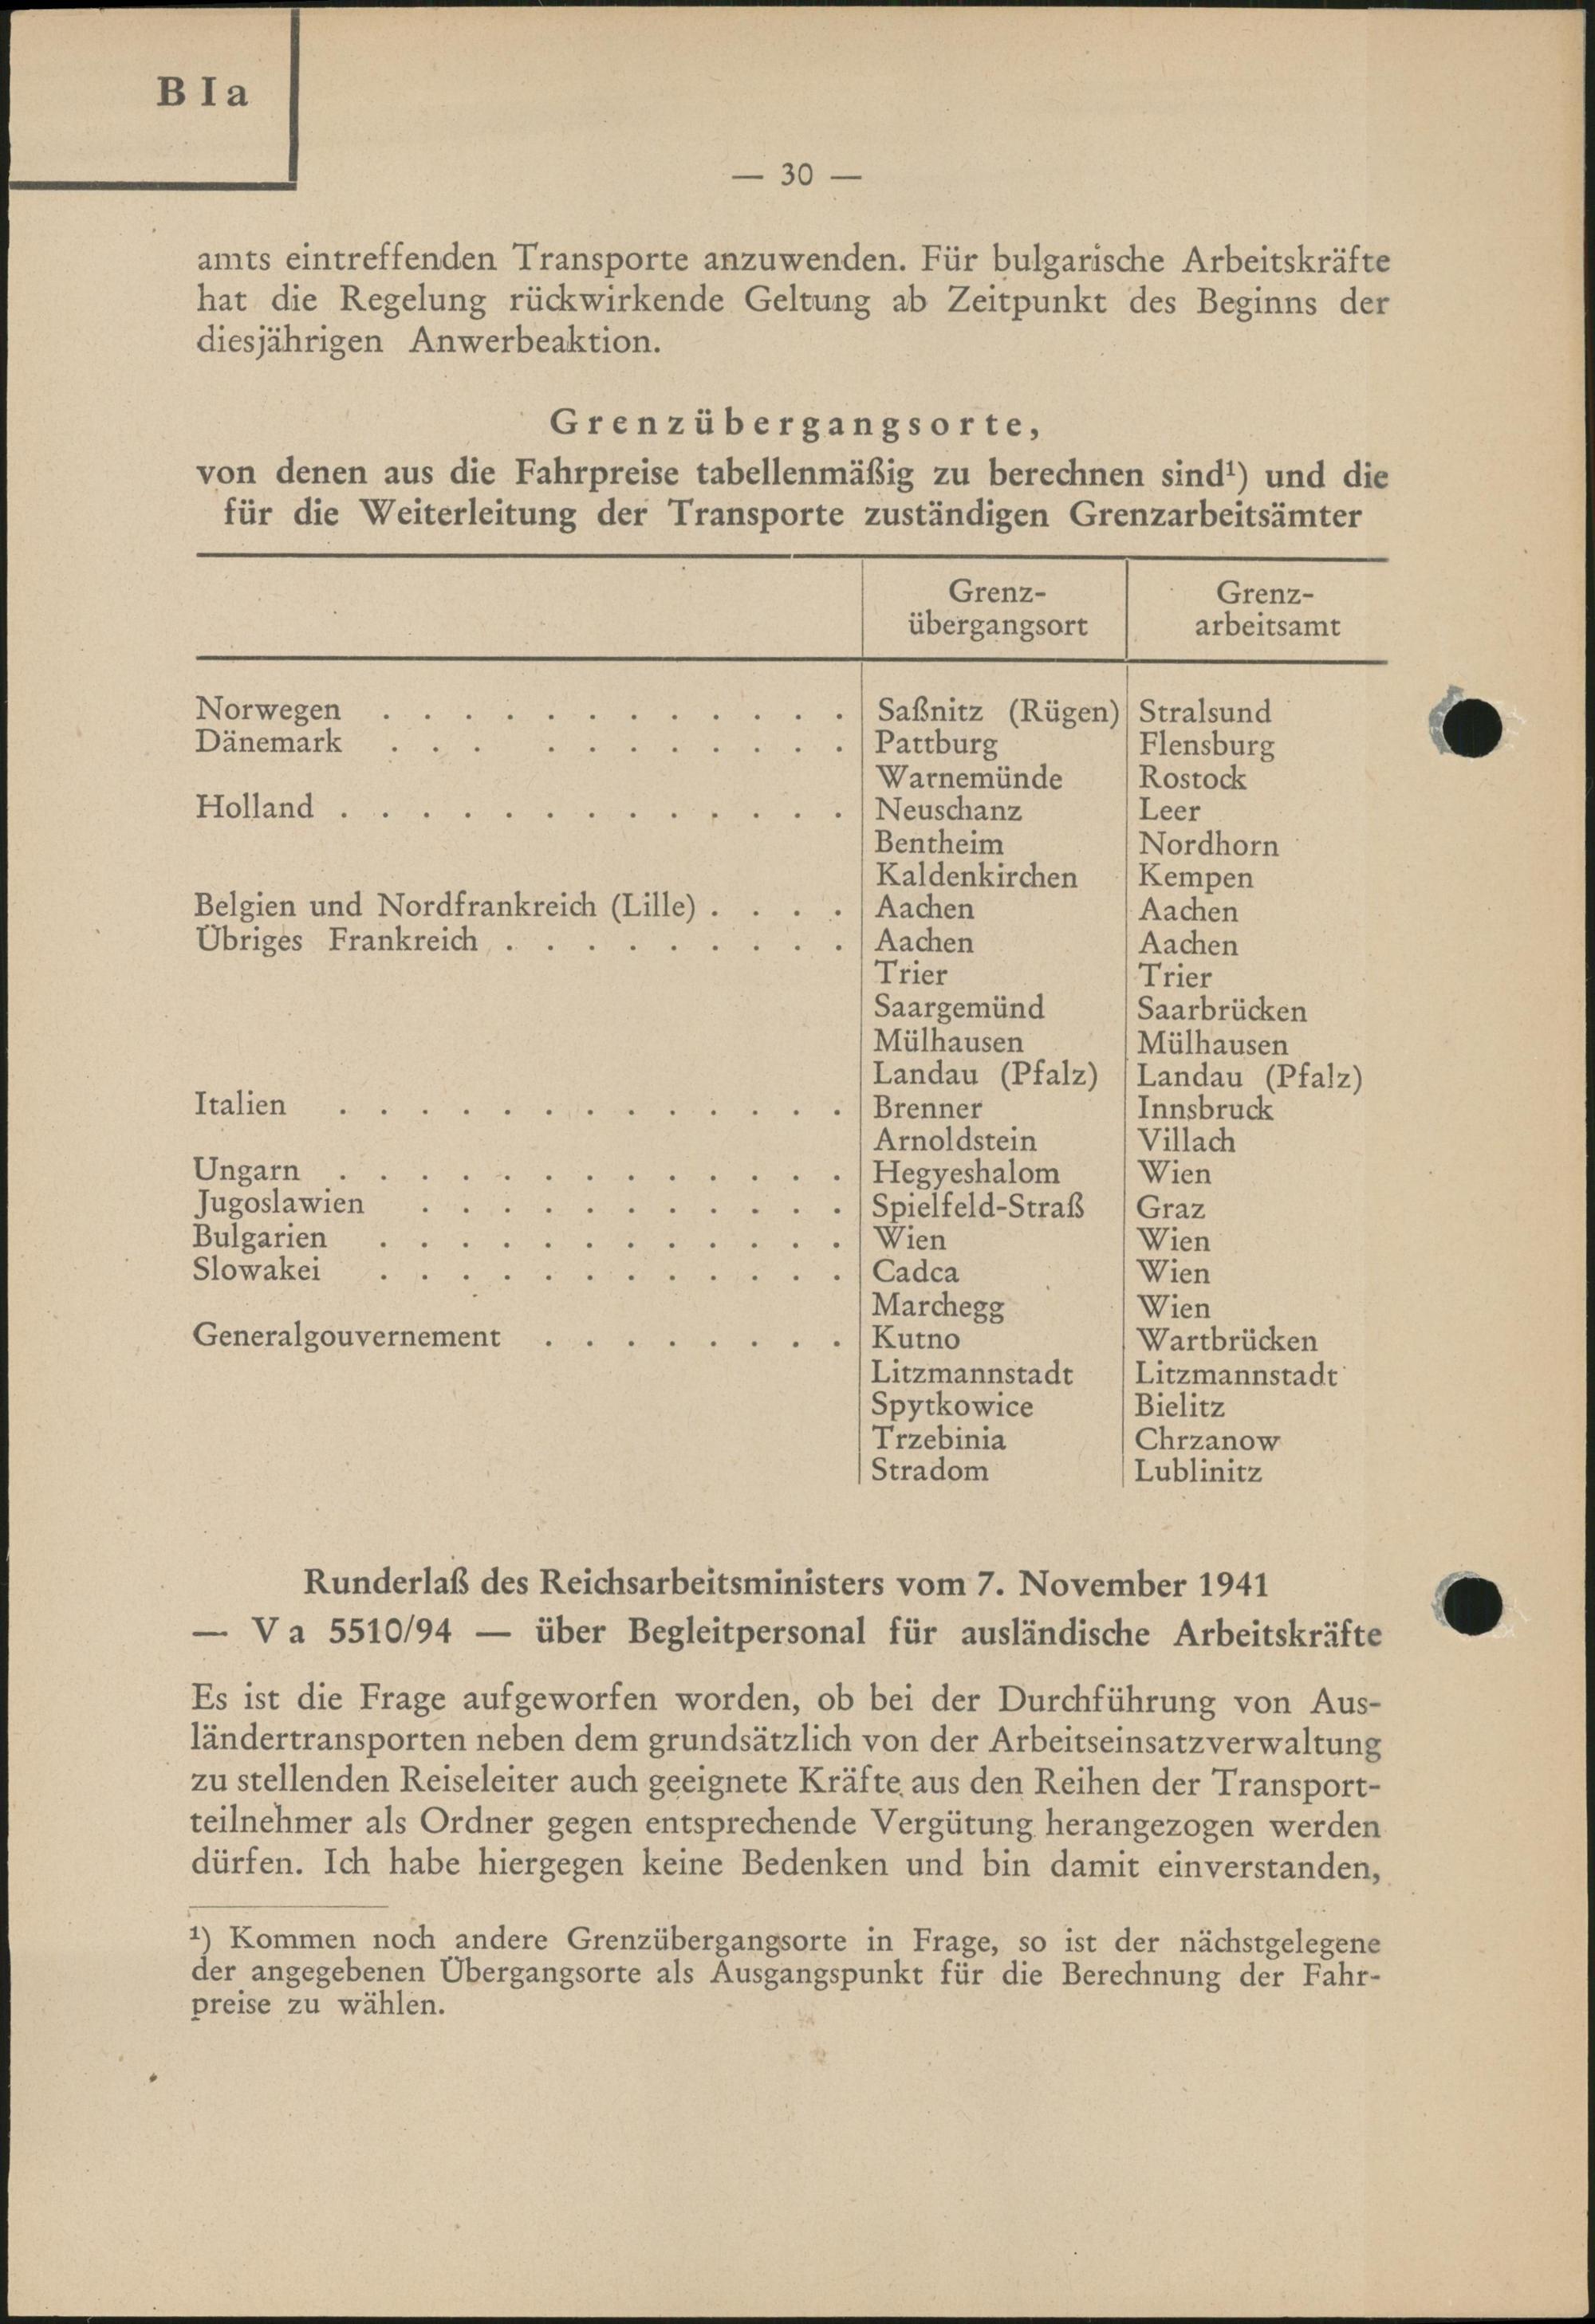 B I a
— 30 —
amts eintreffenden Transporte anzuwenden. Für bulgarische Arbeitskräfte
hat die Regelung rückwirkende Geltung ab Zeitpunkt des Beginns der
diesjährigen Anwerbeaktion.
Grenzübergangsorte,
von denen aus die Fahrpreise tabellenmäßig zu berechnen sind¹) und die
für die Weiterleitung der Transporte zuständigen Grenzarbeitsämter
Grenz- Grenz-
übergangsort arbeitsamt
Norwegen . . . . . . . . . . . . Saßnitz (Rügen) Stralsund
Dänemark . . . . . . . . . . . Pattburg Flensburg
Warnemünde Rostock
Holland . . . . . . . . . . . . . Neuschanz Leer
Bentheim Nordhorn
Kaldenkirchen Kempen
Belgien und Nordfrankreich (Lille) . . . . Aachen Aachen
Übriges Frankreich . . . . . . . . . Aachen Aachen
Trier Trier
Saargemünd Saarbrücken
Mülhausen Mülhausen
Landau (Pfalz) Landau (Pfalz)
Italien . . . . . . . . . . . . . Brenner Innsbruck
Arnoldstein Villach
Ungarn . . . . . . . . . . . . . Hegyeshalom Wien
Jugoslawien . . . . . . . . . . . Spielfeld-Straß Graz
Bulgarien . . . . . . . . . . . . Wien Wien
Slowakei . . . . . . . . . . . . Cadca Wien
Marchegg Wien
Generalgouvernement . . . . . . . . Kutno Wartbrücken
Litzmannstadt Litzmannstadt
Spytkowice Bielitz
Trzebinia Chrzanow
Stradom Lublinitz
Runderlaß des Reichsarbeitsministers vom 7. November 1941
— V a 5510/94 — über Begleitpersonal für ausländische Arbeitskräfte
Es ist die Frage aufgeworfen worden, ob bei der Durchführung von Aus-
ländertransporten neben dem grundsätzlich von der Arbeitseinsatzverwaltung
zu stellenden Reiseleiter auch geeignete Kräfte aus den Reihen der Transport-
teilnehmer als Ordner gegen entsprechende Vergütung herangezogen werden
dürfen. Ich habe hiergegen keine Bedenken und bin damit einverstanden,
¹) Kommen noch andere Grenzübergangsorte in Frage, so ist der nächstgelegene
der angegebenen Übergangsorte als Ausgangspunkt für die Berechnung der Fahr-
preise zu wählen.